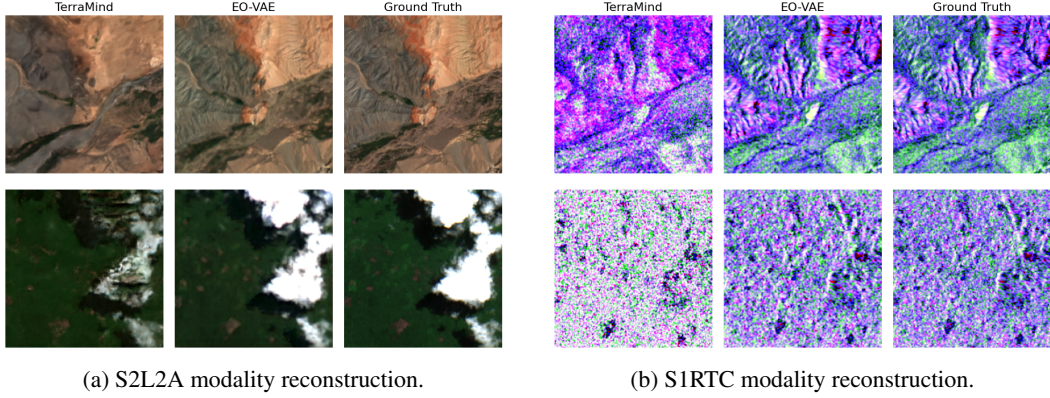 TerraMind EO-VAE Ground Truth TerraMind EO-VAE Ground Truth
(a) S2L2A modality reconstruction. (b) S1RTC modality reconstruction.